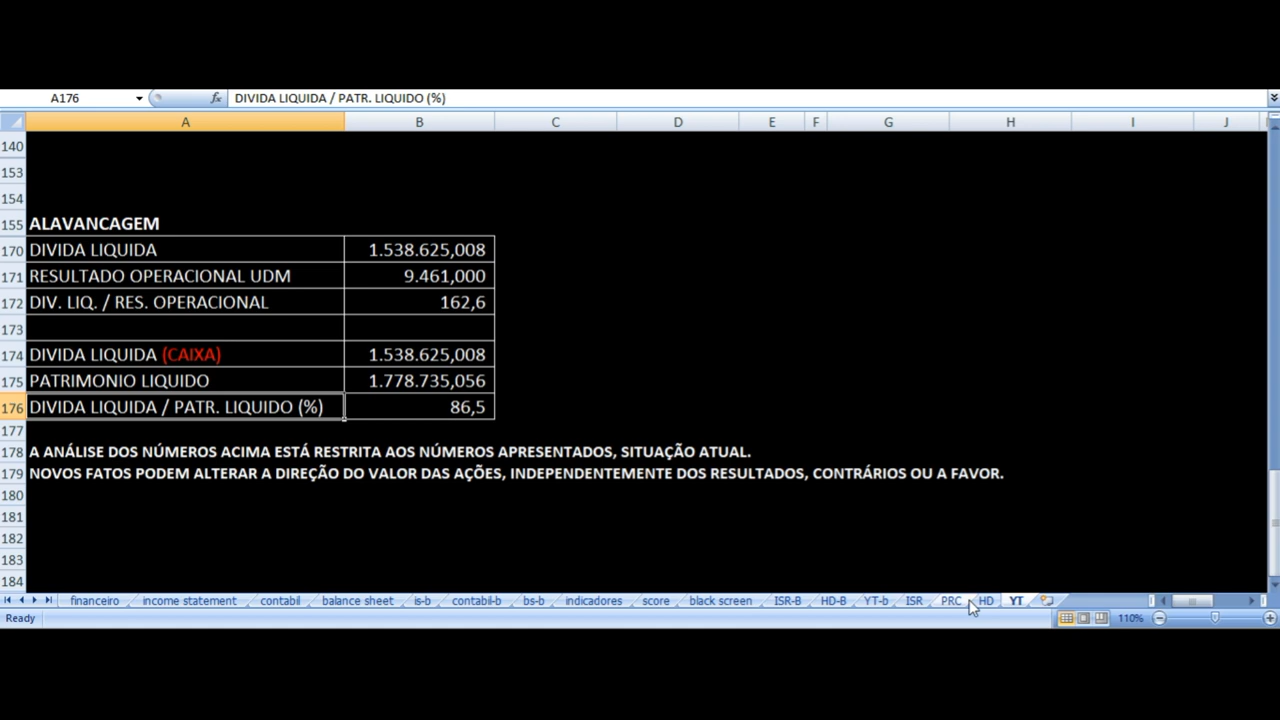 A176 fx DIVIDA LIQUIDA / PATR. LIQUIDO (%)
A B C D E F G H I J
140
153
154
155 ALAVANCAGEM
170 DIVIDA LIQUIDA 1.538.625,008
171 RESULTADO OPERACIONAL UDM 9.461,000
172 DIV. LIQ. / RES. OPERACIONAL 162,6
173
174 DIVIDA LIQUIDA (CAIXA) 1.538.625,008
175 PATRIMONIO LIQUIDO 1.778.735,056
176 DIVIDA LIQUIDA / PATR. LIQUIDO (%) 86,5
177
178 A ANÁLISE DOS NÚMEROS ACIMA ESTÁ RESTRITA AOS NÚMEROS APRESENTADOS, SITUAÇÃO ATUAL.
179 NOVOS FATOS PODEM ALTERAR A DIREÇÃO DO VALOR DAS AÇÕES, INDEPENDENTEMENTE DOS RESULTADOS, CONTRÁRIOS OU A FAVOR.
180
181
182
183
184
financeiro income statement contabil balance sheet is-b contabil-b bs-b indicadores score black screen ISR-B HD-B YT-b ISR PRC HD YT
Ready 110%